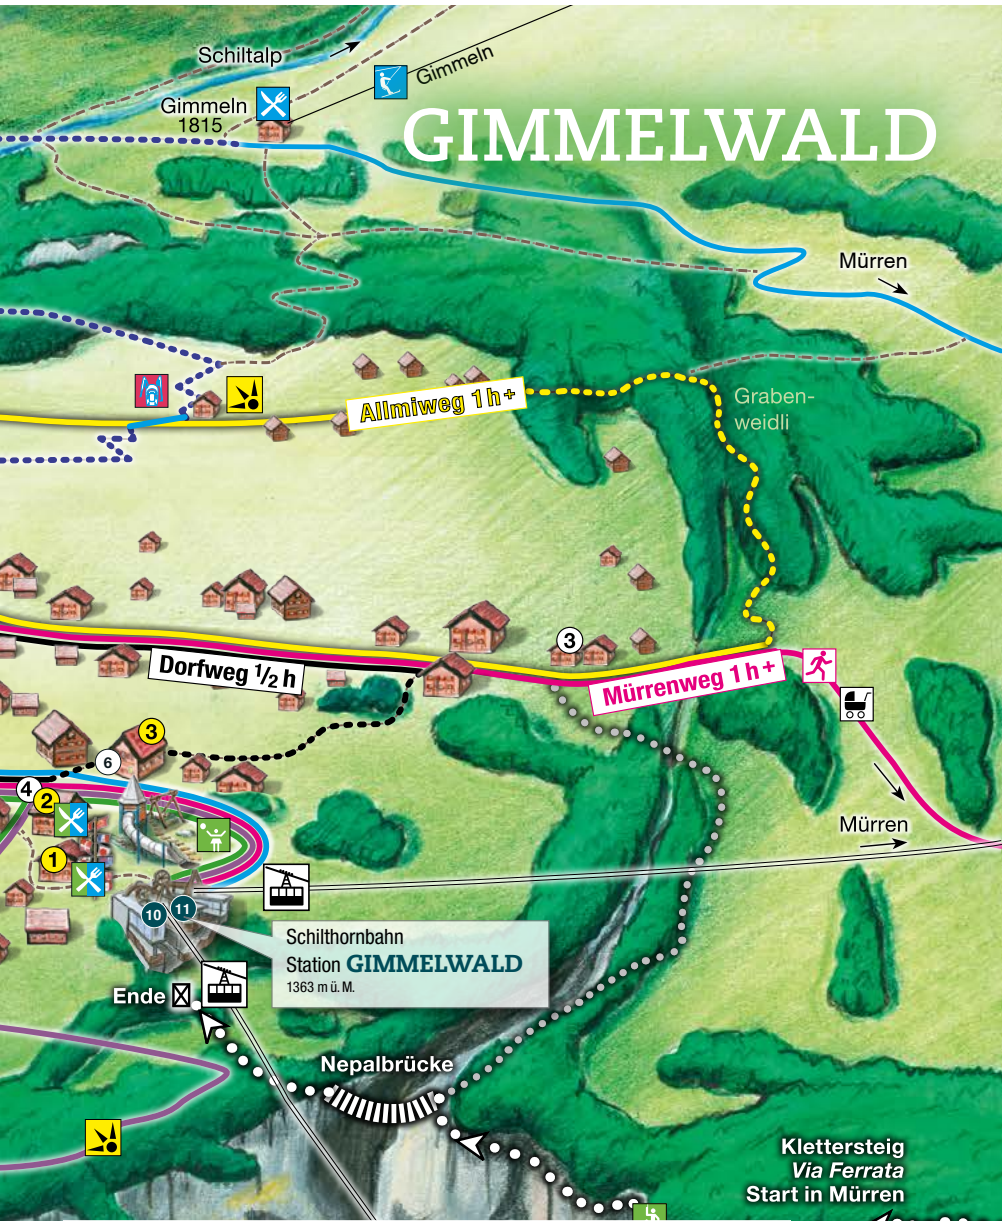 Schiltalp
Gimmeln
Gimmeln
1815
GIMMELWALD
Mürren
Allmiweg 1 h +
Graben-
weidli
3
Dorfweg ½ h
Mürrenweg 1 h +
3
6
4
2
1
Mürren
10
11
Schilthornbahn
Station GIMMELWALD
1363 m ü. M.
Ende
Nepalbrücke
Klettersteig
Via Ferrata
Start in Mürren